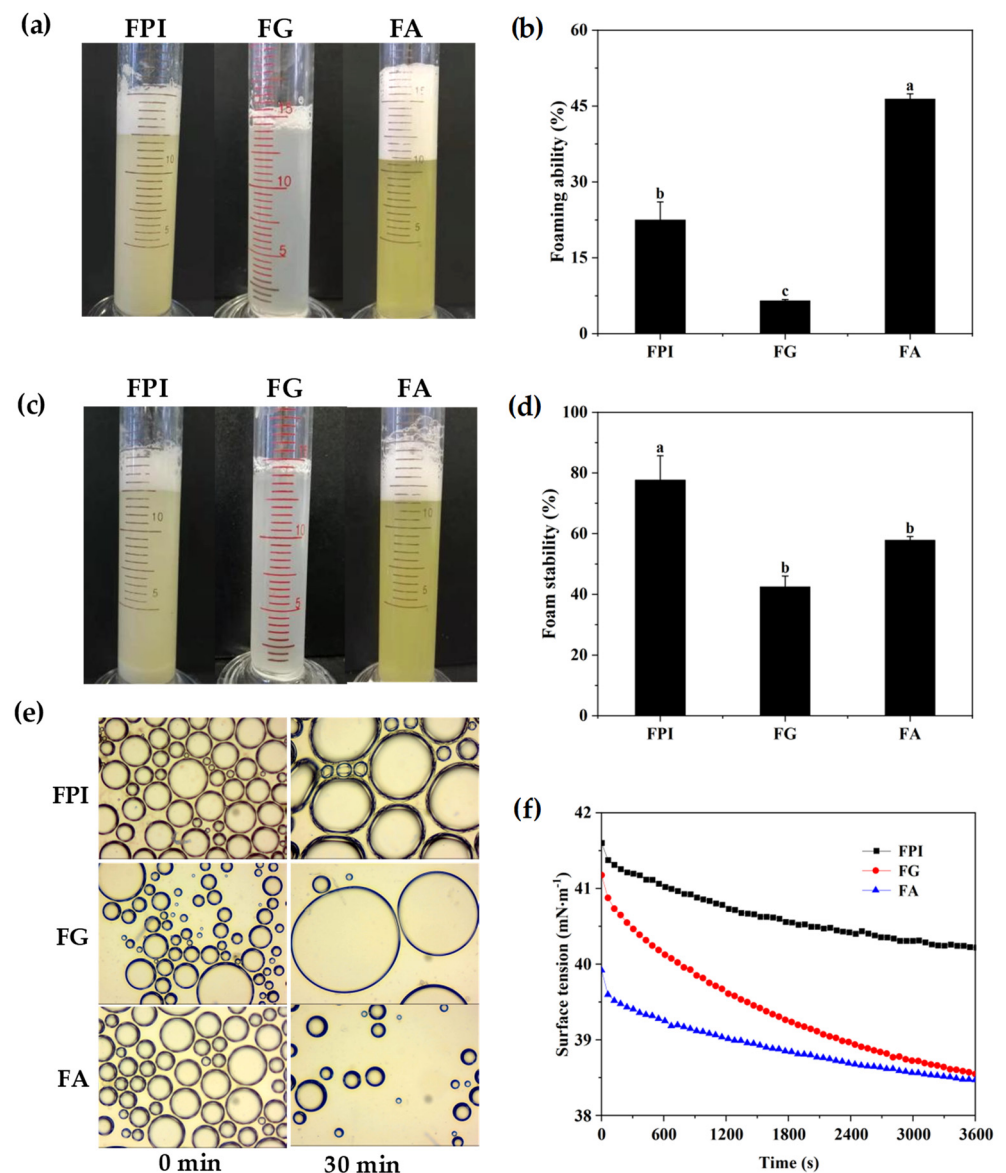 (a)
FPI FG FA
15
10
5
15
10
5
10
5
(b)
60
45
30
15
0
Foaming ability (%)
b
c
a
FPI FG FA
(c)
FPI FG FA
10
5
10
5
10
5
(d)
100
80
60
40
20
0
Foam stability (%)
a
b
b
FPI FG FA
(e)
FPI
FG
FA
0 min 30 min
(f)
42
41
40
39
38
Surface tension (mN·m⁻¹)
FPI
FG
FA
0 600 1200 1800 2400 3000 3600
Time (s)